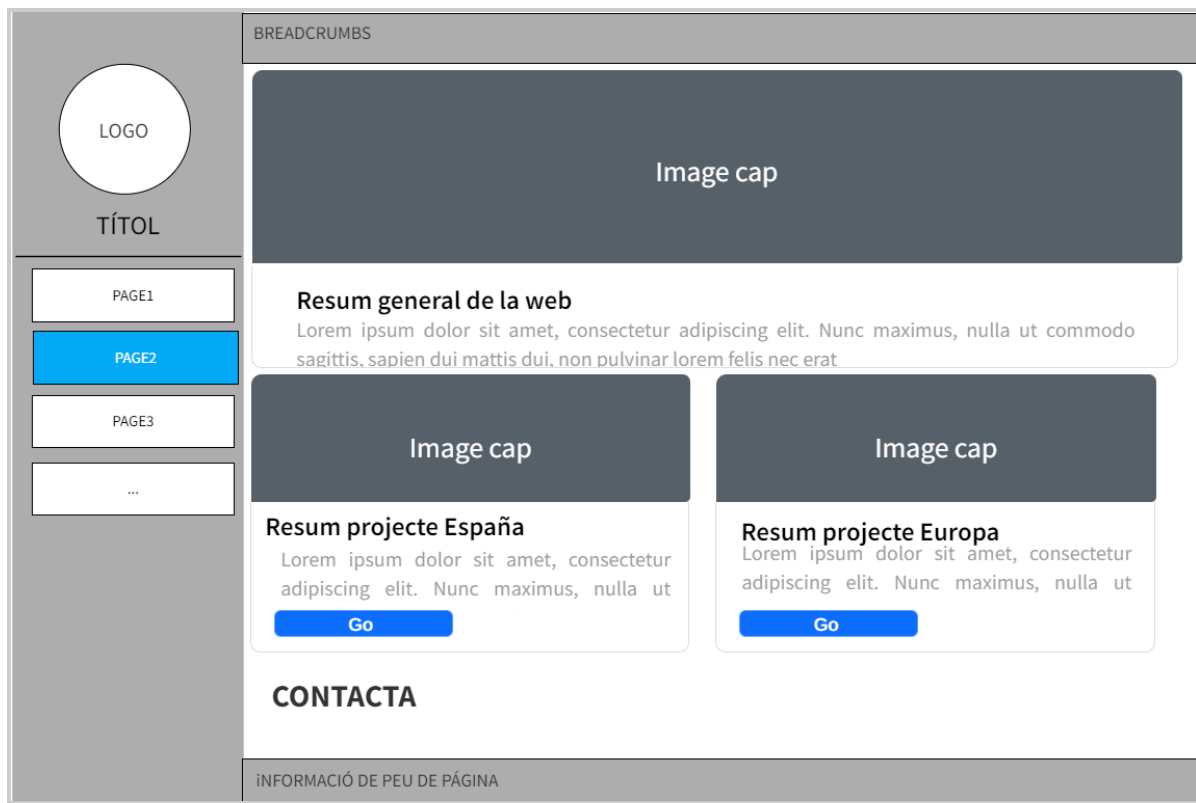 BREADCRUMBS
LOGO
TÍTOL
PAGE1
PAGE2
PAGE3
...
Image cap
Resum general de la web
Lorem ipsum dolor sit amet, consectetur adipiscing elit. Nunc maximus, nulla ut commodo
sagittis, sapien dui mattis dui, non pulvinar lorem felis nec erat
Image cap
Resum projecte España
Lorem ipsum dolor sit amet, consectetur
adipiscing elit. Nunc maximus, nulla ut
Go
Image cap
Resum projecte Europa
Lorem ipsum dolor sit amet, consectetur
adipiscing elit. Nunc maximus, nulla ut
Go
CONTACTA
iNFORMACIÓ DE PEU DE PÁGINA